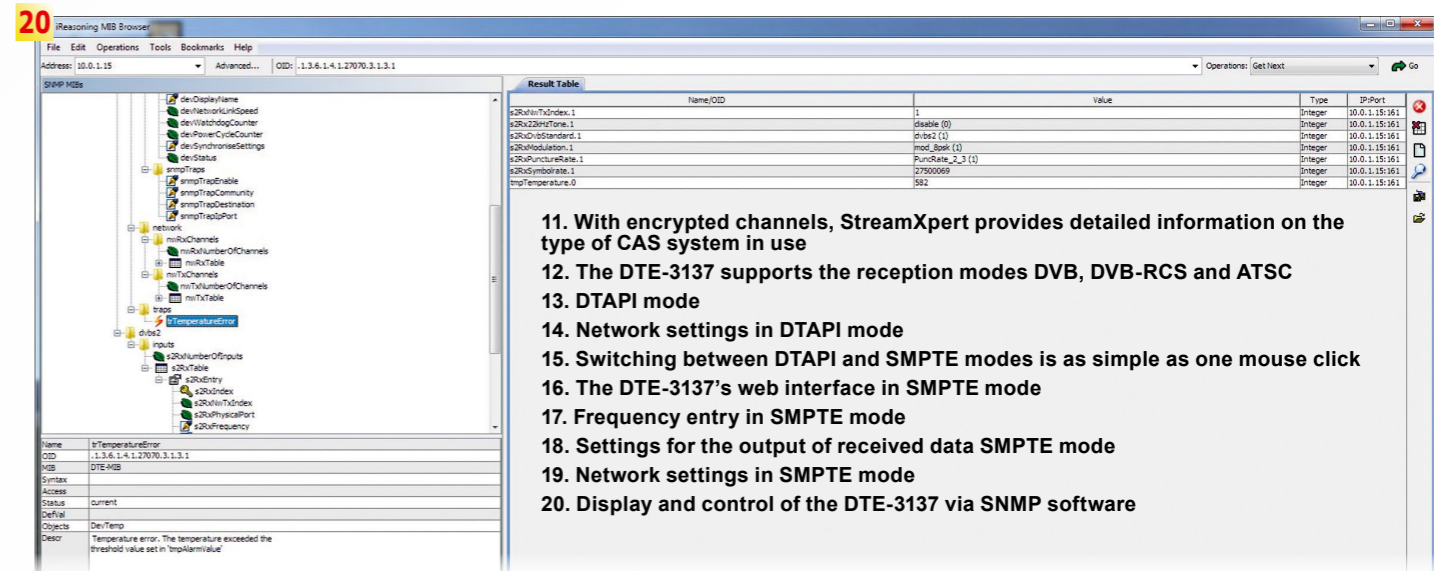 20
iReasoning MIB Browser
File Edit Operations Tools Bookmarks Help
Address: 10.0.1.15 Advanced... OID: .1.3.6.1.4.1.27070.3.1.3.1 Operations: Get Next Go
SNMP MIBs
devDisplayName
devNetworkLinkSpeed
devWatchdogCounter
devPowerCycleCounter
devSynchroniseSettings
devStatus
snmpTraps
snmpTrapEnable
snmpTrapCommunity
snmpTrapDestination
snmpTrapIpPort
network
nwRxChannels
nwRxNumberOfChannels
nwRxTable
nwTxChannels
nwTxNumberOfChannels
nwTxTable
traps
trTemperatureError
dvbs2
inputs
s2RxNumberOfInputs
s2RxTable
s2RxEntry
s2RxIndex
s2RxNwTxIndex
s2RxPhysicalPort
s2RxFrequency
Name trTemperatureError
OID .1.3.6.1.4.1.27070.3.1.3.1
MIB DTE-MIB
Syntax
Access
Status current
DefVal
Objects DevTemp
Descr Temperature error. The temperature exceeded the
threshold value set in 'tmpAlarmValue'
Result Table
Name/OID Value Type IP:Port
s2RxNwTxIndex.1 1 Integer 10.0.1.15:161
s2Rx22kHzTone.1 disable (0) Integer 10.0.1.15:161
s2RxDvbStandard.1 dvbs2 (1) Integer 10.0.1.15:161
s2RxModulation.1 mod_8psk (1) Integer 10.0.1.15:161
s2RxPunctureRate.1 PuncRate_2_3 (1) Integer 10.0.1.15:161
s2RxSymbolrate.1 27500069 Integer 10.0.1.15:161
tmpTemperature.0 582 Integer 10.0.1.15:161
11. With encrypted channels, StreamXpert provides detailed information on the
type of CAS system in use
12. The DTE-3137 supports the reception modes DVB, DVB-RCS and ATSC
13. DTAPI mode
14. Network settings in DTAPI mode
15. Switching between DTAPI and SMPTE modes is as simple as one mouse click
16. The DTE-3137's web interface in SMPTE mode
17. Frequency entry in SMPTE mode
18. Settings for the output of received data SMPTE mode
19. Network settings in SMPTE mode
20. Display and control of the DTE-3137 via SNMP software